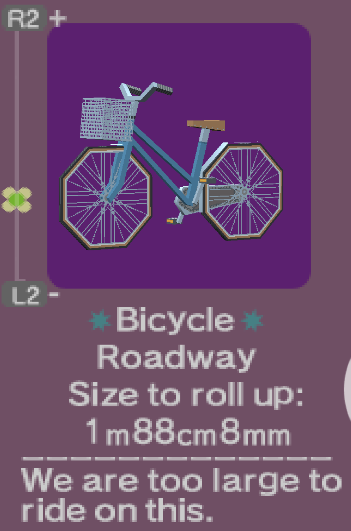 R2 +
L2 -
Bicycle
Roadway
Size to roll up:
1m88cm8mm
We are too large to
ride on this.